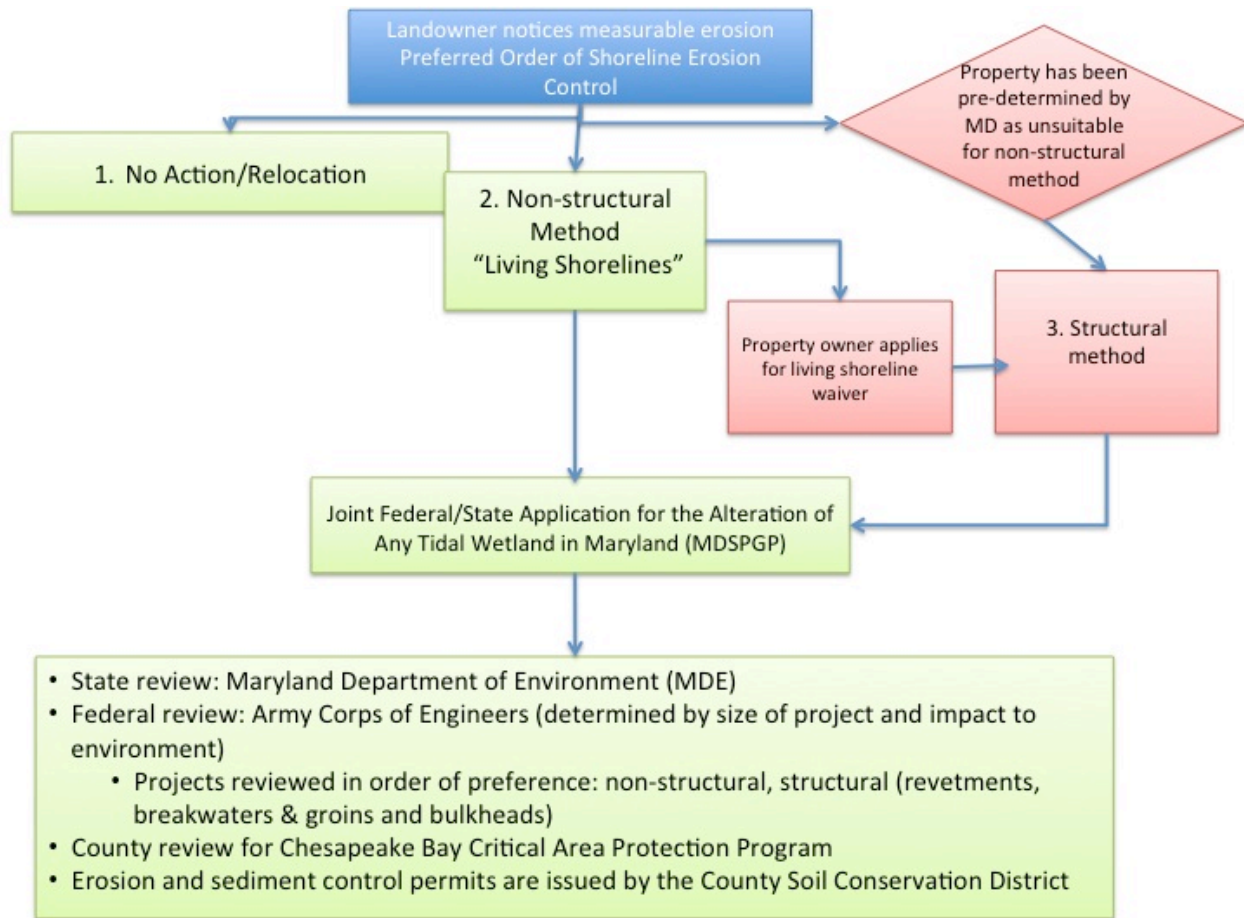 Landowner notices measurable erosion
Preferred Order of Shoreline Erosion
Control
Property has been
pre-determined by
MD as unsuitable
for non-structural
method
1. No Action/Relocation
2. Non-structural
Method
“Living Shorelines”
Property owner applies
for living shoreline
waiver
3. Structural
method
Joint Federal/State Application for the Alteration of
Any Tidal Wetland in Maryland (MDSPGP)
• State review: Maryland Department of Environment (MDE)
• Federal review: Army Corps of Engineers (determined by size of project and impact to
environment)
• Projects reviewed in order of preference: non-structural, structural (revetments,
breakwaters & groins and bulkheads)
• County review for Chesapeake Bay Critical Area Protection Program
• Erosion and sediment control permits are issued by the County Soil Conservation District